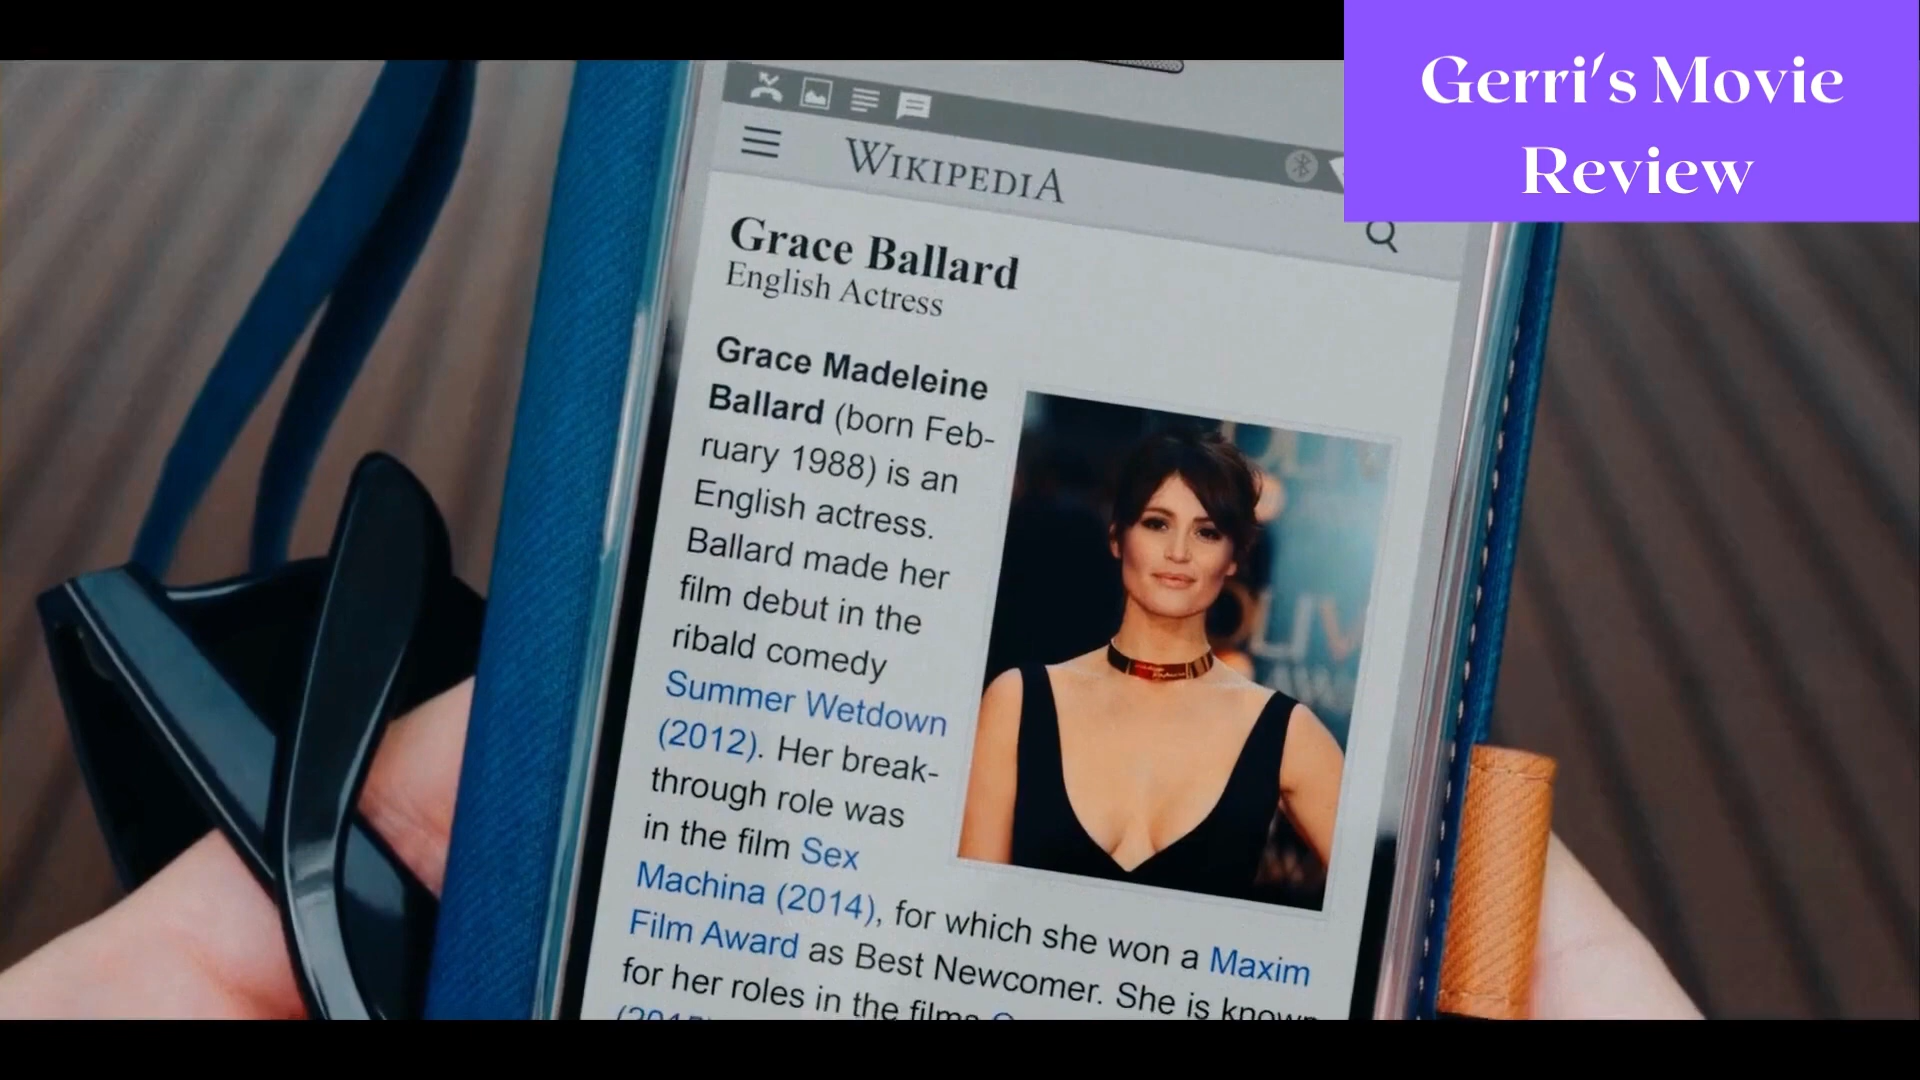 Gerri's Movie
Review
WIKIPEDIA
Grace Ballard
English Actress
Grace Madeleine
Ballard (born Feb-
ruary 1988) is an
English actress.
Ballard made her
film debut in the
ribald comedy
Summer Wetdown
(2012). Her break-
through role was
in the film Sex
Machina (2014), for which she won a Maxim
Film Award as Best Newcomer. She is known
for her roles in the films